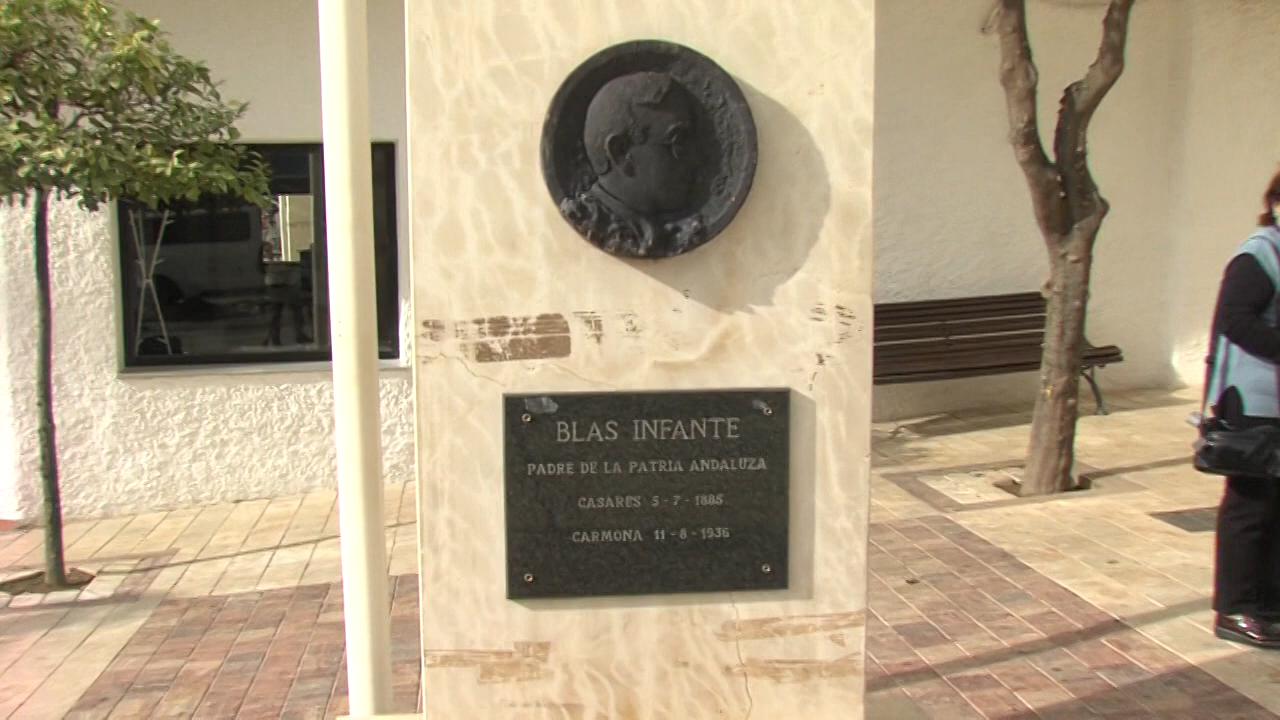 BLAS INFANTE
PADRE DE LA PATRIA ANDALUZA
CASARES 5-7-1885
CARMONA 11-8-1936